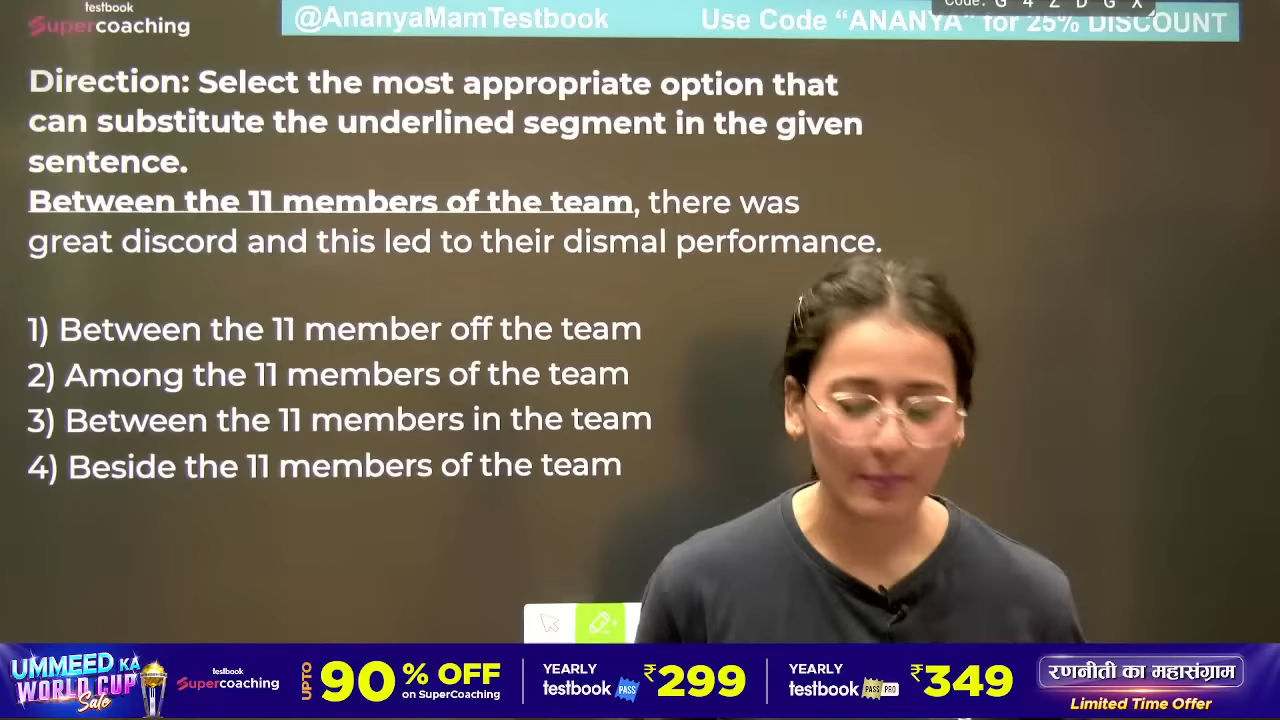 testbook
Supercoaching
@AnanyaMamTestbook
Use Code “ANANYA” for 25% DISCOUNT
Code: G 4 Z D G X
Direction: Select the most appropriate option that
can substitute the underlined segment in the given
sentence.
Between the 11 members of the team, there was
great discord and this led to their dismal performance.
1) Between the 11 member off the team
2) Among the 11 members of the team
3) Between the 11 members in the team
4) Beside the 11 members of the team
UMMEED KA
WORLD CUP
Sale
testbook
Supercoaching
UPTO 90% OFF
on SuperCoaching
YEARLY
testbook PASS
₹299
YEARLY
testbook PASS PRO
₹349
रणनीती का महासंग्राम
Limited Time Offer